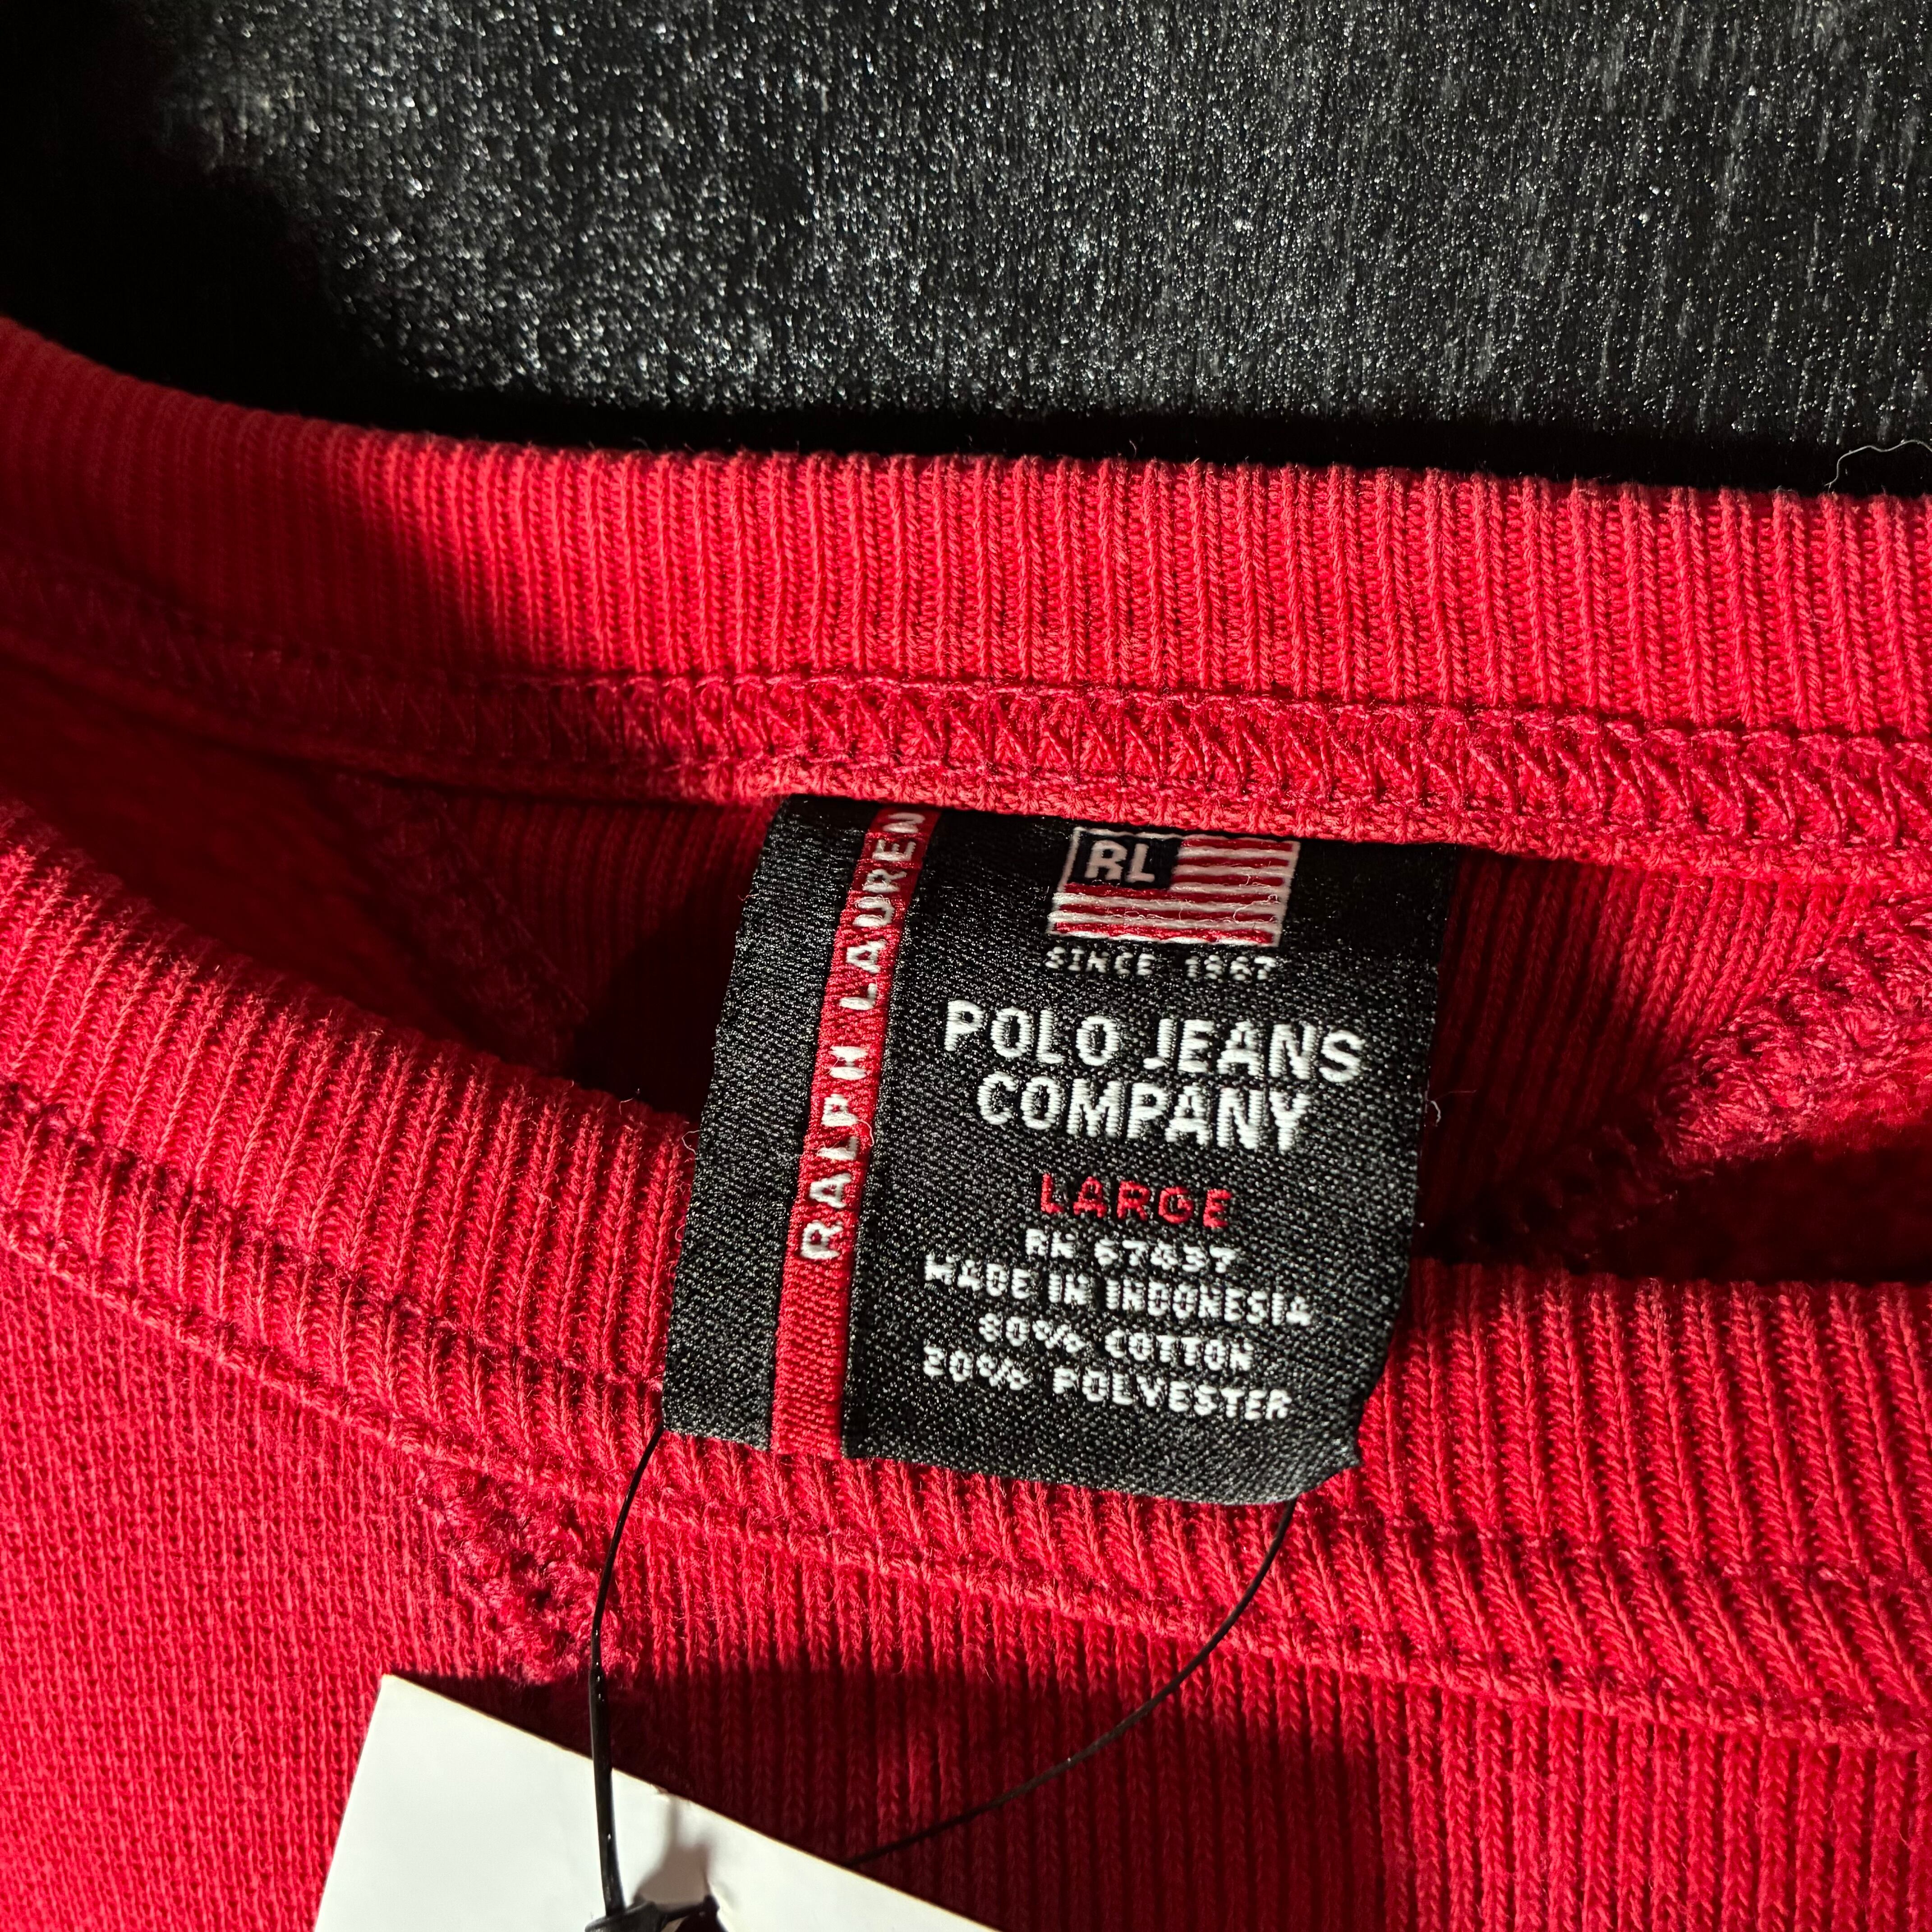 RALPH LAUREN
RL
SINCE 1967
POLO JEANS
COMPANY
LARGE
RN 67437
MADE IN INDONESIA
80% COTTON
20% POLYESTER